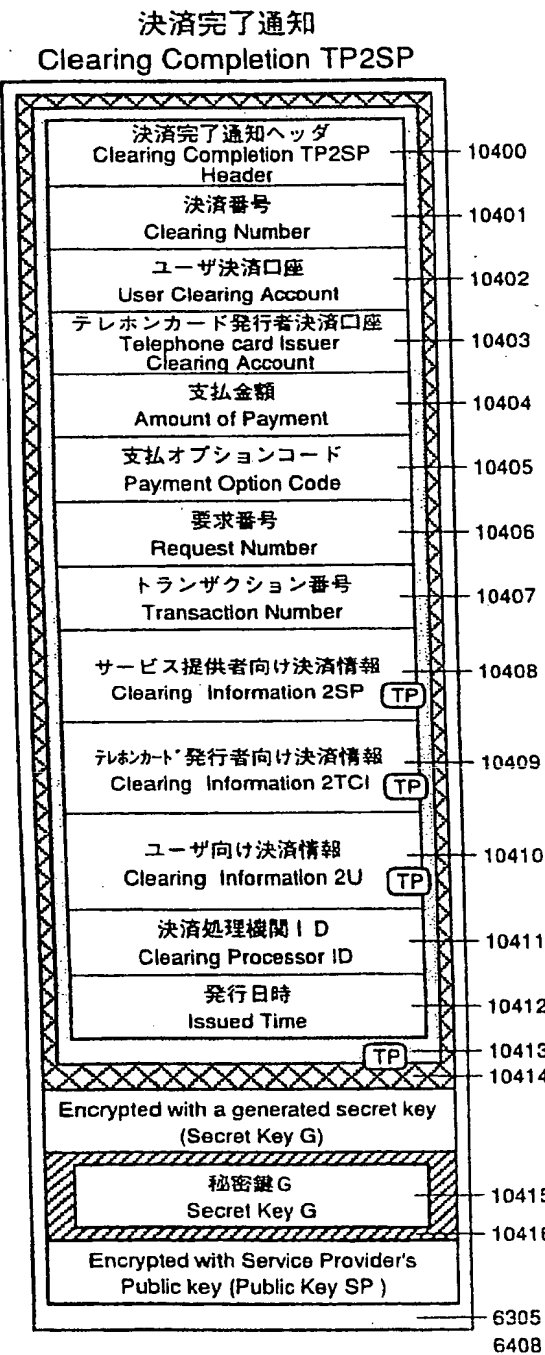 決済完了通知
Clearing Completion TP2SP
決済完了通知ヘッダ
Clearing Completion TP2SP
Header
10400
決済番号
Clearing Number
10401
ユーザ決済口座
User Clearing Account
10402
テレホンカード発行者決済口座
Telephone card Issuer
Clearing Account
10403
支払金額
Amount of Payment
10404
支払オプションコード
Payment Option Code
10405
要求番号
Request Number
10406
トランザクション番号
Transaction Number
10407
サービス提供者向け決済情報
Clearing Information 2SP
TP
10408
テレホンカード発行者向け決済情報
Clearing Information 2TCI
TP
10409
ユーザ向け決済情報
Clearing Information 2U
TP
10410
決済処理機関ID
Clearing Processor ID
10411
発行日時
Issued Time
10412
TP
10413
10414
Encrypted with a generated secret key
(Secret Key G)
秘密鍵G
Secret Key G
10415
10416
Encrypted with Service Provider's
Public key (Public Key SP )
6305
6408